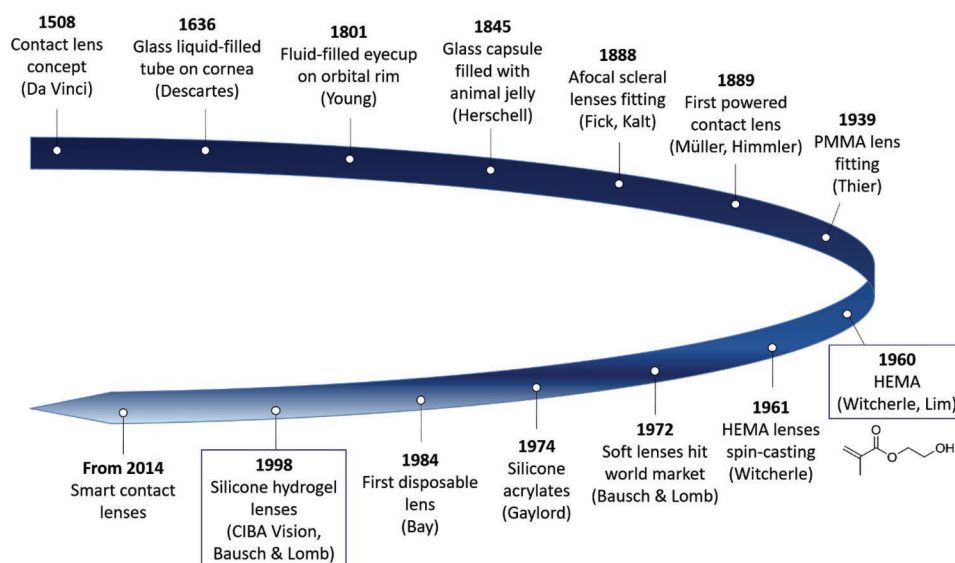 1508
Contact lens
concept
(Da Vinci)
1636
Glass liquid-filled
tube on cornea
(Descartes)
1801
Fluid-filled eyecup
on orbital rim
(Young)
1845
Glass capsule
filled with
animal jelly
(Herschell)
1888
Afocal scleral
lenses fitting
(Fick, Kalt)
1889
First powered
contact lens
(Müller, Himmler)
1939
PMMA lens
fitting
(Thier)
1960
HEMA
(Witcherle, Lim)
O
O
OH
1961
HEMA lenses
spin-casting
(Witcherle)
1972
Soft lenses hit
world market
(Bausch & Lomb)
1974
Silicone
acrylates
(Gaylord)
1984
First disposable
lens
(Bay)
1998
Silicone hydrogel
lenses
(CIBA Vision,
Bausch & Lomb)
From 2014
Smart contact
lenses